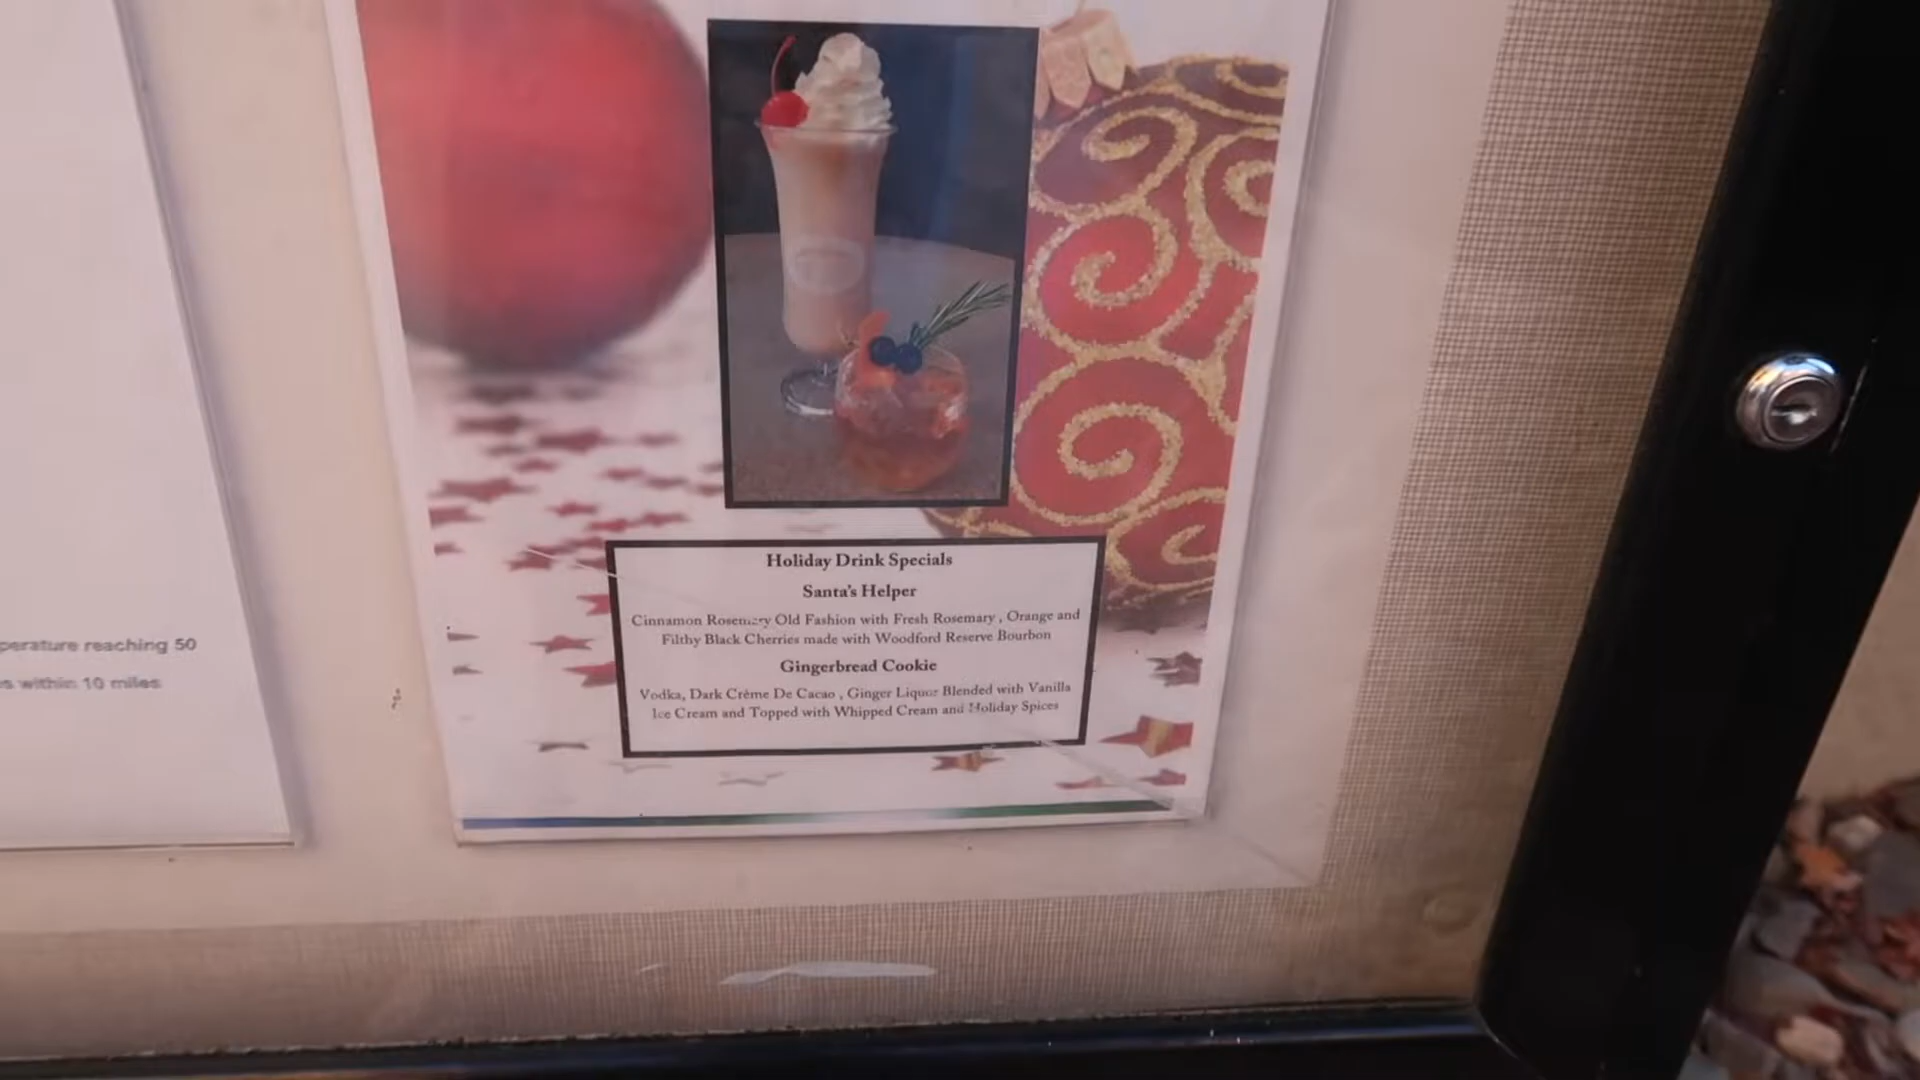 perature reaching 50
s within 10 miles
Holiday Drink Specials
Santa's Helper
Cinnamon Rosemary Old Fashion with Fresh Rosemary , Orange and
Filthy Black Cherries made with Woodford Reserve Bourbon
Gingerbread Cookie
Vodka, Dark Crème De Cacao , Ginger Liquor Blended with Vanilla
Ice Cream and Topped with Whipped Cream and Holiday Spices